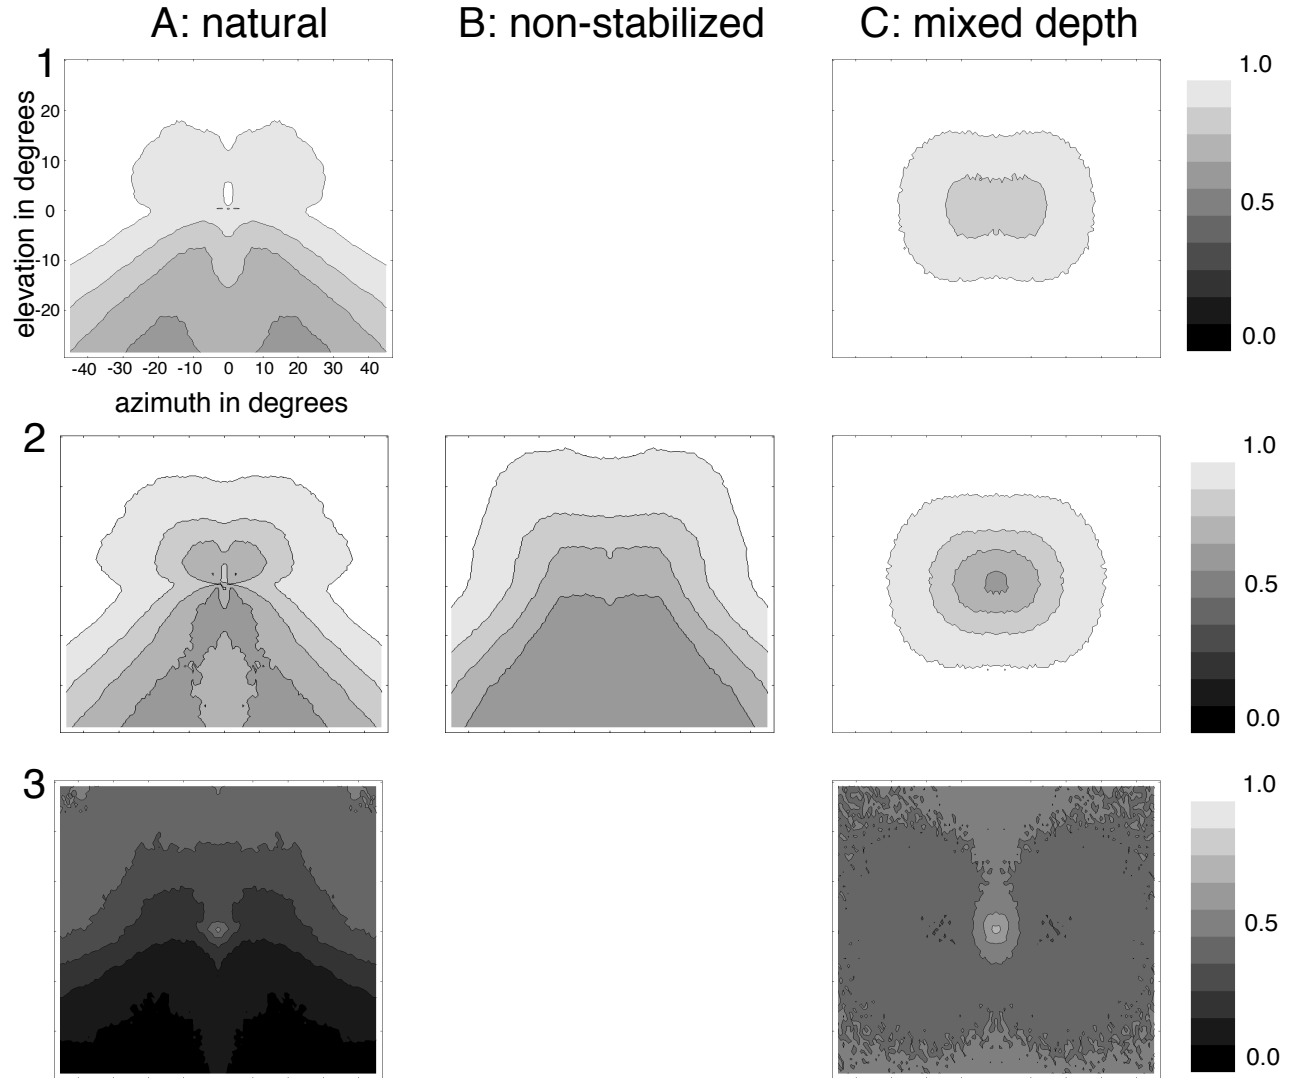 A: natural
B: non-stabilized
C: mixed depth
1
elevation in degrees
20
10
0
-10
-20
-40 -30 -20 -10 0 10 20 30 40
azimuth in degrees
1.0
0.5
0.0
2
1.0
0.5
0.0
3
1.0
0.5
0.0